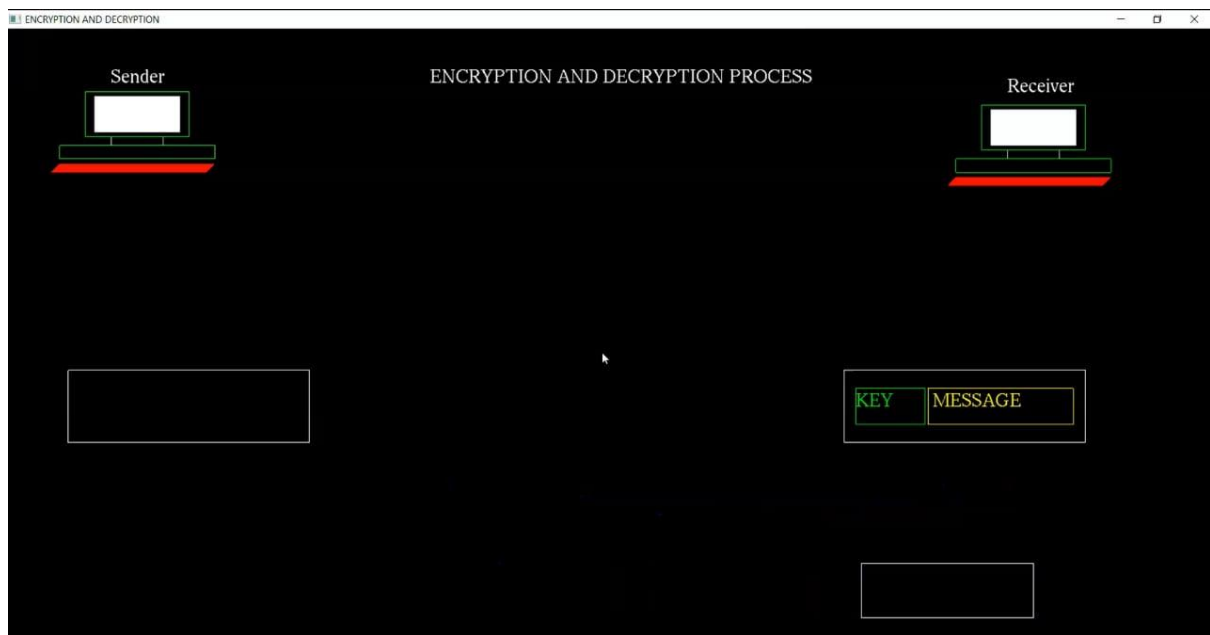 ENCRYPTION AND DECRYPTION
Sender
ENCRYPTION AND DECRYPTION PROCESS
Receiver
KEY
MESSAGE